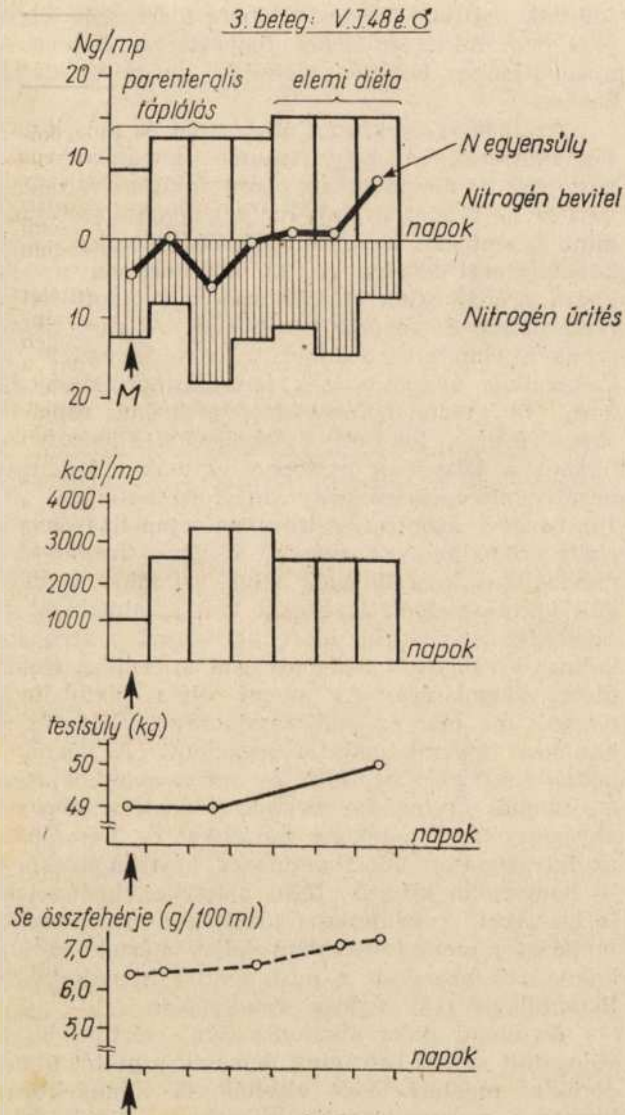 3. beteg: V.J.48 é. ♂
Ng/mp
20
parenteralis
táplálás
elemi diéta
N egyensúly
10
Nitrogén bevitel
napok
0
10
Nitrogén ürítés
20
M
kcal/mp
4000
3000
2000
1000
napok
testsúly (kg)
50
49
napok
Se összfehérje (g/100 ml)
7,0
6,0
5,0
napok